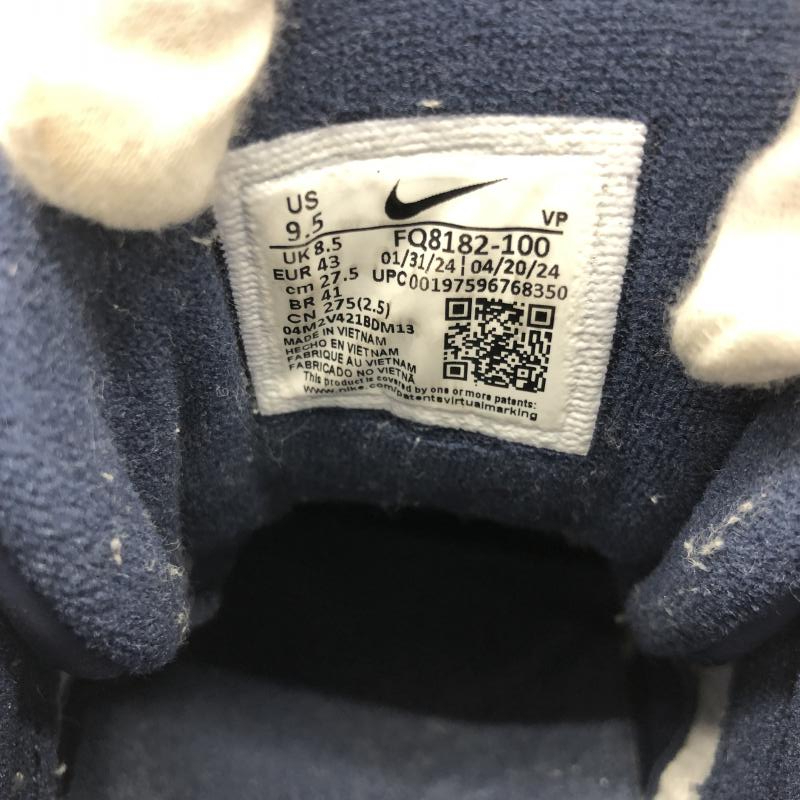 US
9.5
VP
UK 8.5
EUR 43
cm 27.5
BR 41
CN 275(2.5)
FQ8182-100
01/31/24 | 04/20/24
UPC00197596768350
04M2V421BDM13
MADE IN VIETNAM
HECHO EN VIETNAM
FABRIQUE AU VIETNAM
FABRICADO NO VIETNÃ
This product is covered by one or more patents:
www.nike.com/patentsvirtualmarking